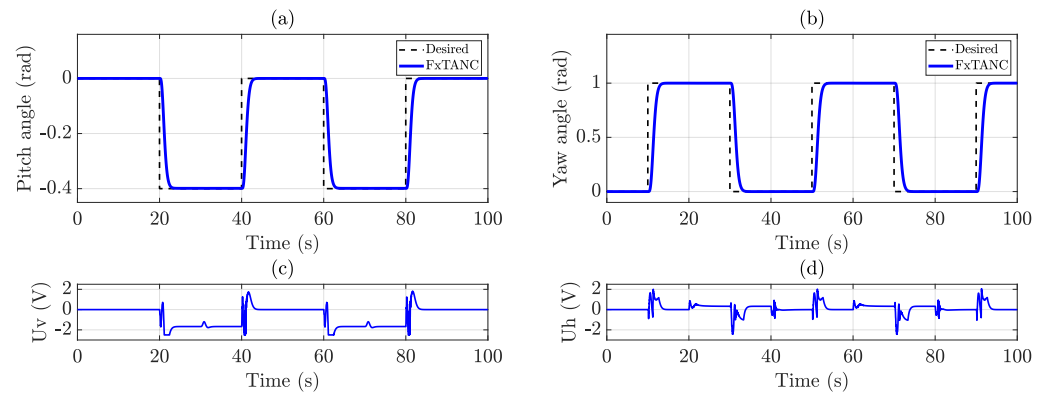 (a)
Pitch angle (rad)
0
-0.2
-0.4
Desired
FxTANC
0 20 40 60 80 100
Time (s)
(b)
Yaw angle (rad)
1
0.5
0
Desired
FxTANC
0 20 40 60 80 100
Time (s)
(c)
Uv (V)
2
0
-2
0 20 40 60 80 100
Time (s)
(d)
Uh (V)
2
0
-2
0 20 40 60 80 100
Time (s)